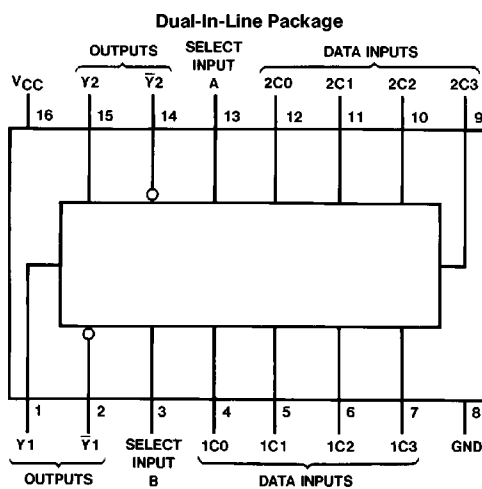 Dual-In-Line Package
OUTPUTS SELECT INPUT A DATA INPUTS
VCC Y2 Y̅2 2C0 2C1 2C2 2C3
16 15 14 13 12 11 10 9
1 2 3 4 5 6 7 8
Y1 Y̅1 SELECT INPUT B 1C0 1C1 1C2 1C3 GND
OUTPUTS DATA INPUTS